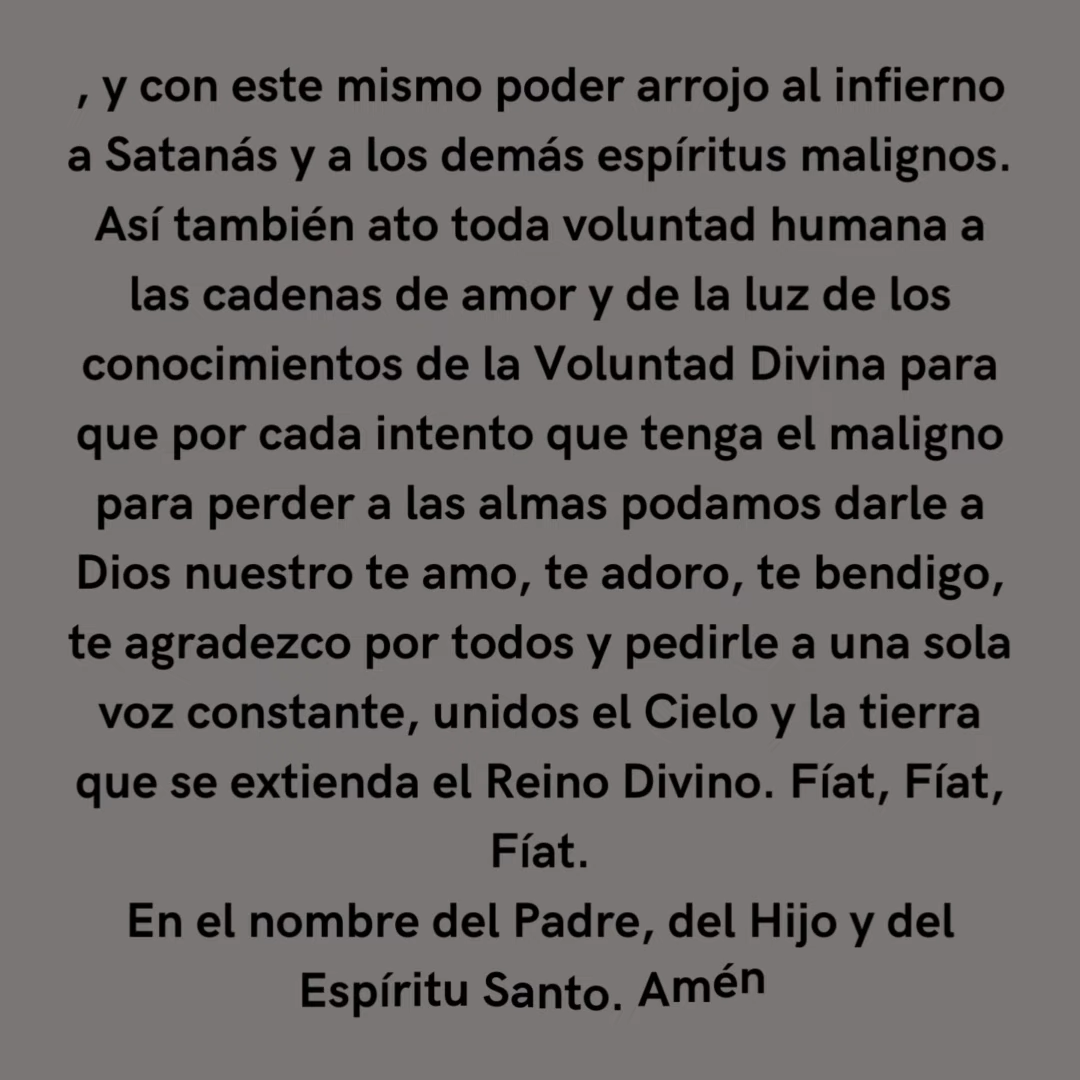 , y con este mismo poder arrojo al infierno
a Satanás y a los demás espíritus malignos.
Así también ato toda voluntad humana a
las cadenas de amor y de la luz de los
conocimientos de la Voluntad Divina para
que por cada intento que tenga el maligno
para perder a las almas podamos darle a
Dios nuestro te amo, te adoro, te bendigo,
te agradezco por todos y pedirle a una sola
voz constante, unidos el Cielo y la tierra
que se extienda el Reino Divino. Fíat, Fíat,
Fíat.
En el nombre del Padre, del Hijo y del
Espíritu Santo. Amén